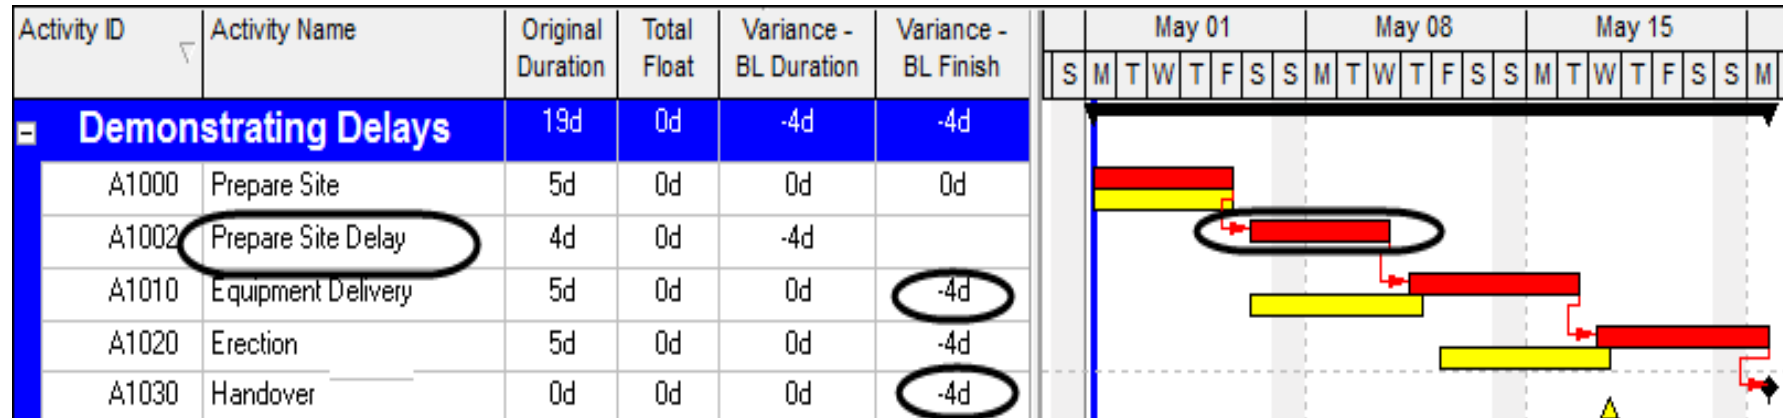 Activity ID Activity Name Original Duration Total Float Variance - BL Duration Variance - BL Finish May 01 May 08 May 15
S M T W T F S S M T W T F S S M T W T F S S M
Demonstrating Delays 19d 0d -4d -4d
A1000 Prepare Site 5d 0d 0d 0d
A1002 Prepare Site Delay 4d 0d -4d
A1010 Equipment Delivery 5d 0d 0d -4d
A1020 Erection 5d 0d 0d -4d
A1030 Handover 0d 0d 0d -4d